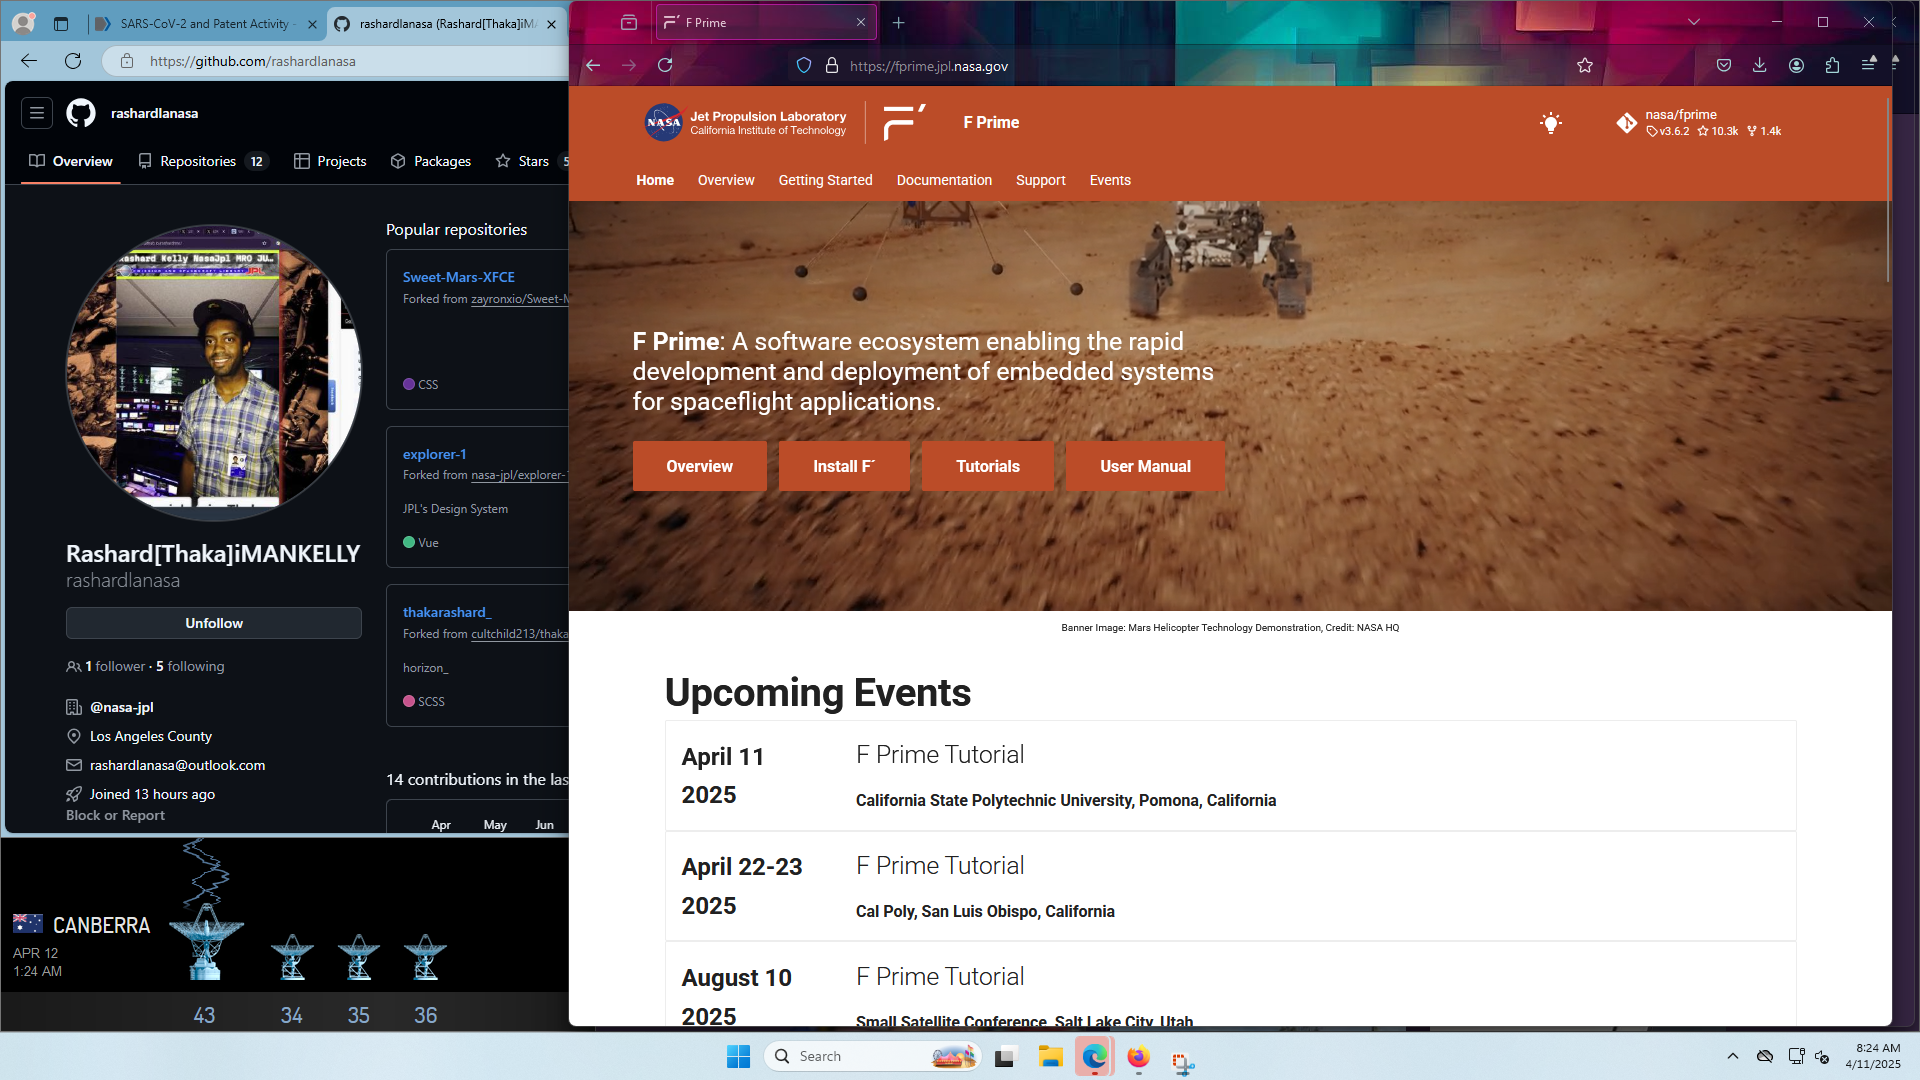 SARS-CoV-2 and Patent Activity -
rashardlanasa (Rashard[Thaka]iMA
https://github.com/rashardlanasa
rashardlanasa
Overview
Repositories 12
Projects
Packages
Stars 5
Rashard Kelly NasaJpl MRO JU...
Popular repositories
Sweet-Mars-XFCE
Forked from zayronxio/Sweet-M
CSS
explorer-1
Forked from nasa-jpl/explorer-1
JPL's Design System
Vue
thakarashard_
Forked from cultchild213/thaka
horizon_
SCSS
Rashard[Thaka]iMANKELLY
rashardlanasa
Unfollow
1 follower · 5 following
@nasa-jpl
Los Angeles County
rashardlanasa@outlook.com
Joined 13 hours ago
Block or Report
14 contributions in the las
Apr May Jun
CANBERRA
APR 12
1:24 AM
43 34 35 36
F Prime
https://fprime.jpl.nasa.gov
NASA
Jet Propulsion Laboratory
California Institute of Technology
F Prime
nasa/fprime
v3.6.2 10.3k 1.4k
Home Overview Getting Started Documentation Support Events
F Prime: A software ecosystem enabling the rapid
development and deployment of embedded systems
for spaceflight applications.
Overview
Install F´
Tutorials
User Manual
Banner Image: Mars Helicopter Technology Demonstration, Credit: NASA HQ
Upcoming Events
April 11
2025
F Prime Tutorial
California State Polytechnic University, Pomona, California
April 22-23
2025
F Prime Tutorial
Cal Poly, San Luis Obispo, California
August 10
2025
F Prime Tutorial
Small Satellite Conference, Salt Lake City, Utah
Search
8:24 AM
4/11/2025